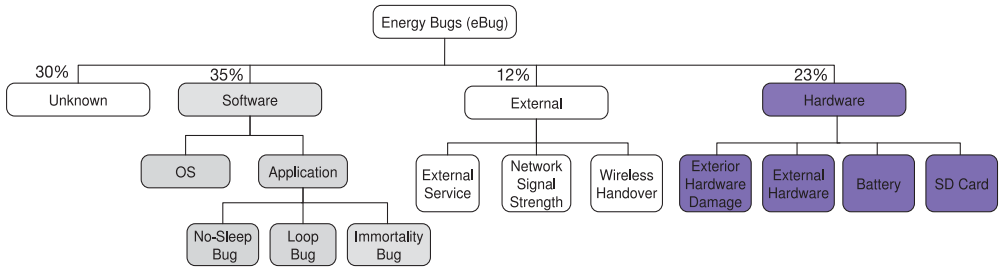 Energy Bugs (eBug)
30%
35%
12%
23%
Unknown
Software
External
Hardware
OS
Application
External
Service
Network
Signal
Strength
Wireless
Handover
Exterior
Hardware
Damage
External
Hardware
Battery
SD Card
No-Sleep
Bug
Loop
Bug
Immortality
Bug